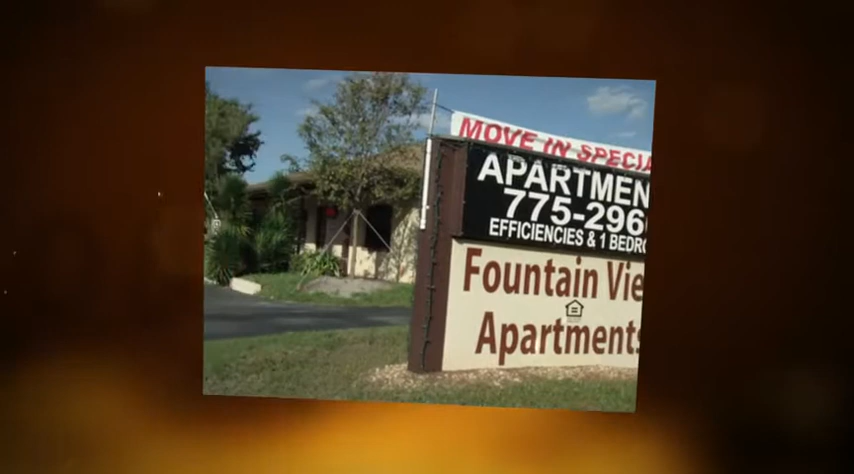 MOVE IN SPECIA
APARTMEN
775-296
EFFICIENCIES & 1 BEDRO
Fountain Vie
Apartments